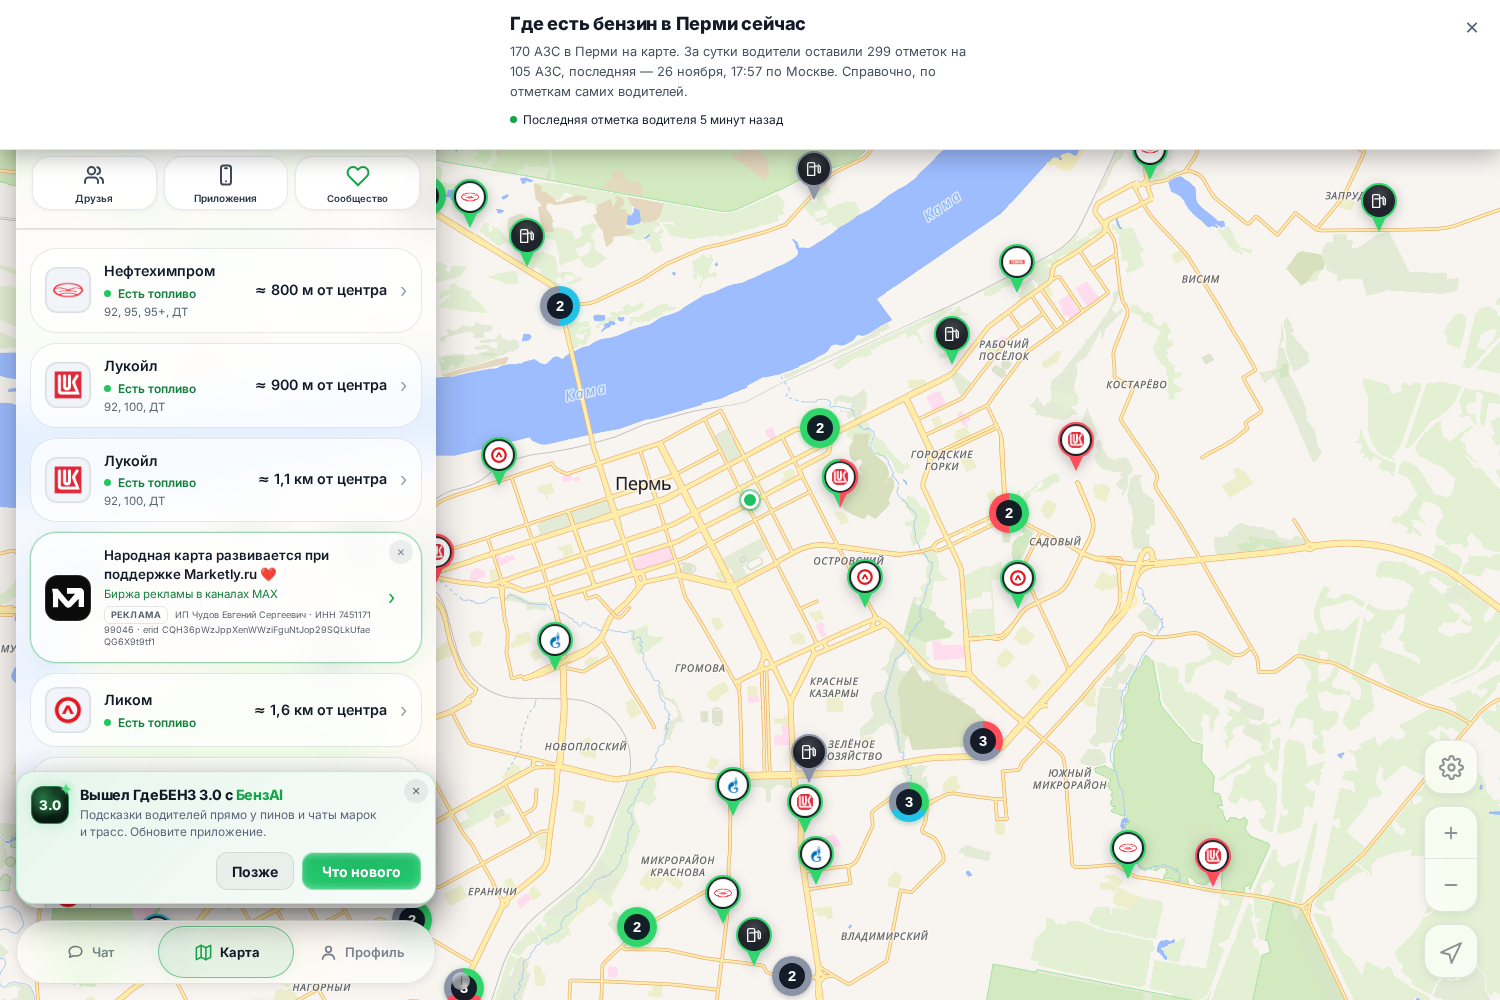 Где есть бензин в Перми сейчас
170 АЗС в Перми на карте. За сутки водители оставили 299 отметок на
105 АЗС, последняя — 26 ноября, 17:57 по Москве. Справочно, по
отметкам самих водителей.
Последняя отметка водителя 5 минут назад
Друзья
Приложения
Сообщество
Нефтехимпром
Есть топливо
92, 95, 95+, ДТ
≈ 800 м от центра
Лукойл
Есть топливо
92, 100, ДТ
≈ 900 м от центра
Лукойл
Есть топливо
92, 100, ДТ
≈ 1,1 км от центра
Народная карта развивается при
поддержке Marketly.ru ❤️
Биржа рекламы в каналах MAX
РЕКЛАМА ИП Чудов Евгений Сергеевич · ИНН 7451171
99046 · erid CQH36pWzJppXenWWziFguNtJop29SQLkUfae
QG6X9t9tf1
Ликом
Есть топливо
≈ 1,6 км от центра
3.0
Вышел ГдеБЕНЗ 3.0 с БензAI
Подсказки водителей прямо у пинов и чаты марок
и трасс. Обновите приложение.
Позже
Что нового
Чат
Карта
Профиль
Кама
Кама
ВИСИМ
2
РАБОЧИЙ
ПОСЁЛОК
КОСТАРЁВО
2
ГОРОДСКИЕ
ГОРКИ
Пермь
2
САДОВЫЙ
ОСТРОВСКИЙ
ГРОМОВА
КРАСНЫЕ
КАЗАРМЫ
НОВОПЛОСКИЙ
3
ЮЖНЫЙ
МИКРОРАЙОН
3
МИКРОРАЙОН
КРАСНОВА
ЕРАНИЧИ
2
2
ВЛАДИМИРСКИЙ
2
3
НАГОРНЫЙ